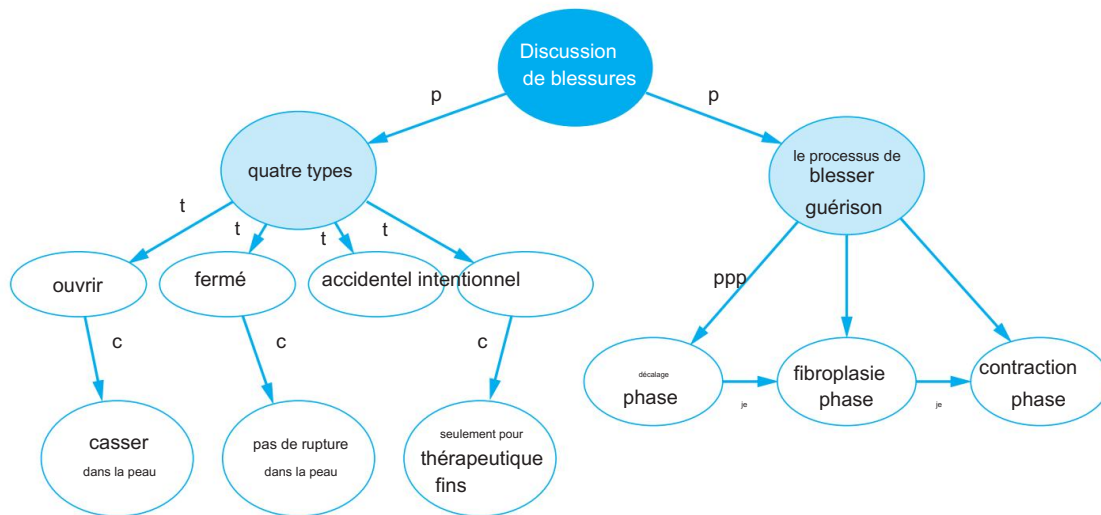 Discussion
de blessures
p
p
quatre types
le processus de
blesser
guérison
t
t
t
t
ouvrir
fermé
accidentel intentionnel
ppp
c
c
c
décalage
phase
je
fibroplasie
phase
je
contraction
phase
casser
dans la peau
pas de rupture
dans la peau
seulement pour
thérapeutique
fins